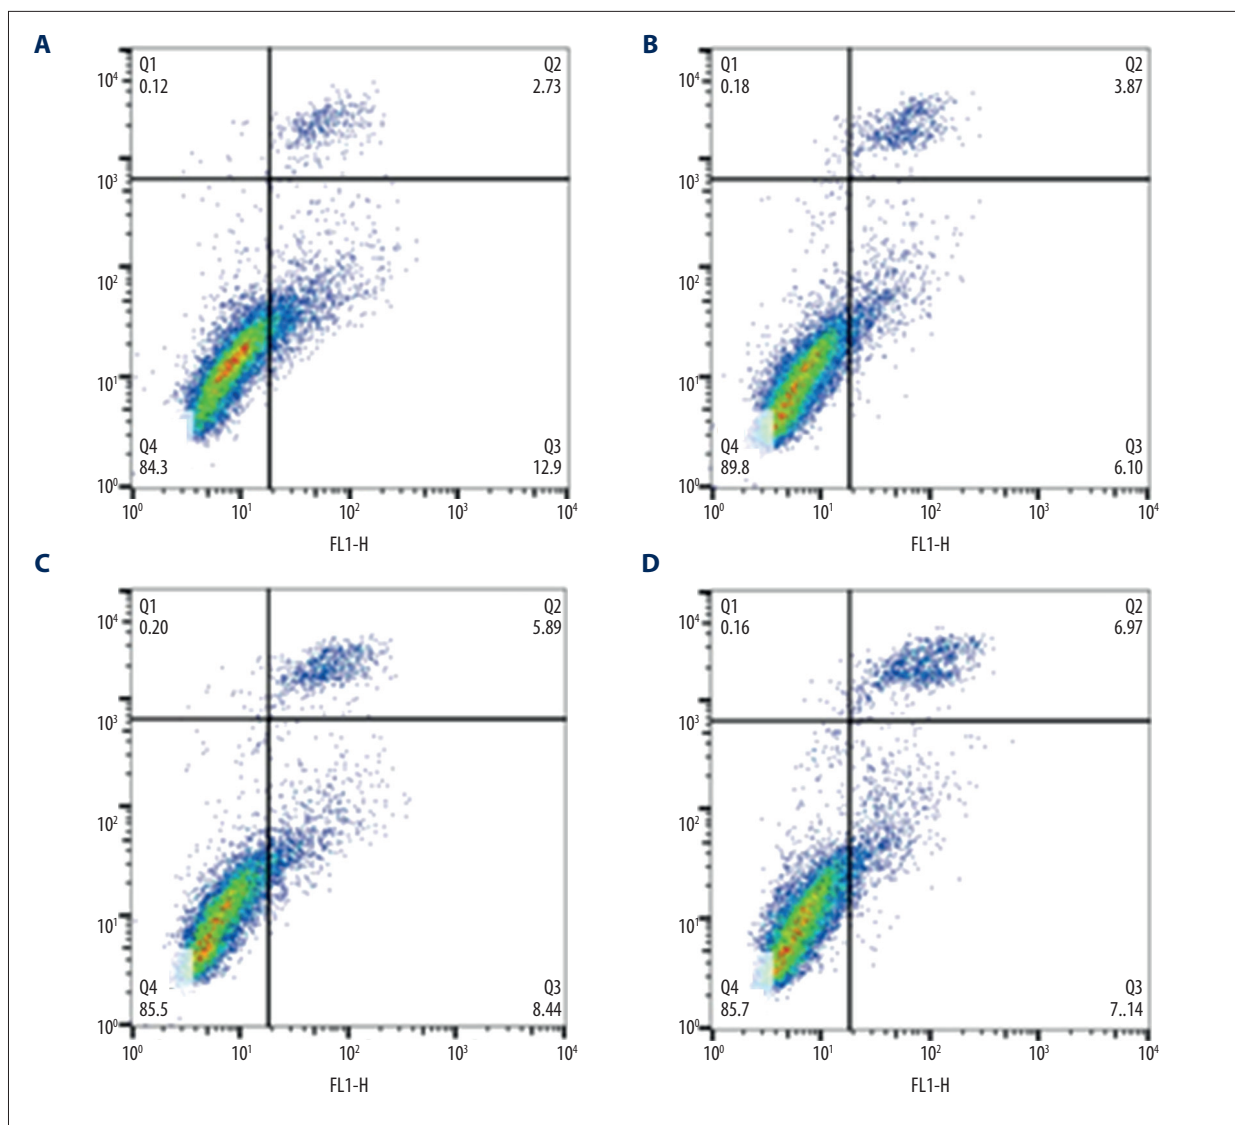 A
B
Q1
0.12
Q2
2.73
Q4
84.3
Q3
12.9
10⁴
10³
10²
10¹
10⁰
10⁰ 10¹ 10² 10³ 10⁴
FL1-H
Q1
0.18
Q2
3.87
Q4
89.8
Q3
6.10
10⁴
10³
10²
10¹
10⁰
10⁰ 10¹ 10² 10³ 10⁴
FL1-H
C
D
Q1
0.20
Q2
5.89
Q4
85.5
Q3
8.44
10⁴
10³
10²
10¹
10⁰
10⁰ 10¹ 10² 10³ 10⁴
FL1-H
Q1
0.16
Q2
6.97
Q4
85.7
Q3
7..14
10⁴
10³
10²
10¹
10⁰
10⁰ 10¹ 10² 10³ 10⁴
FL1-H